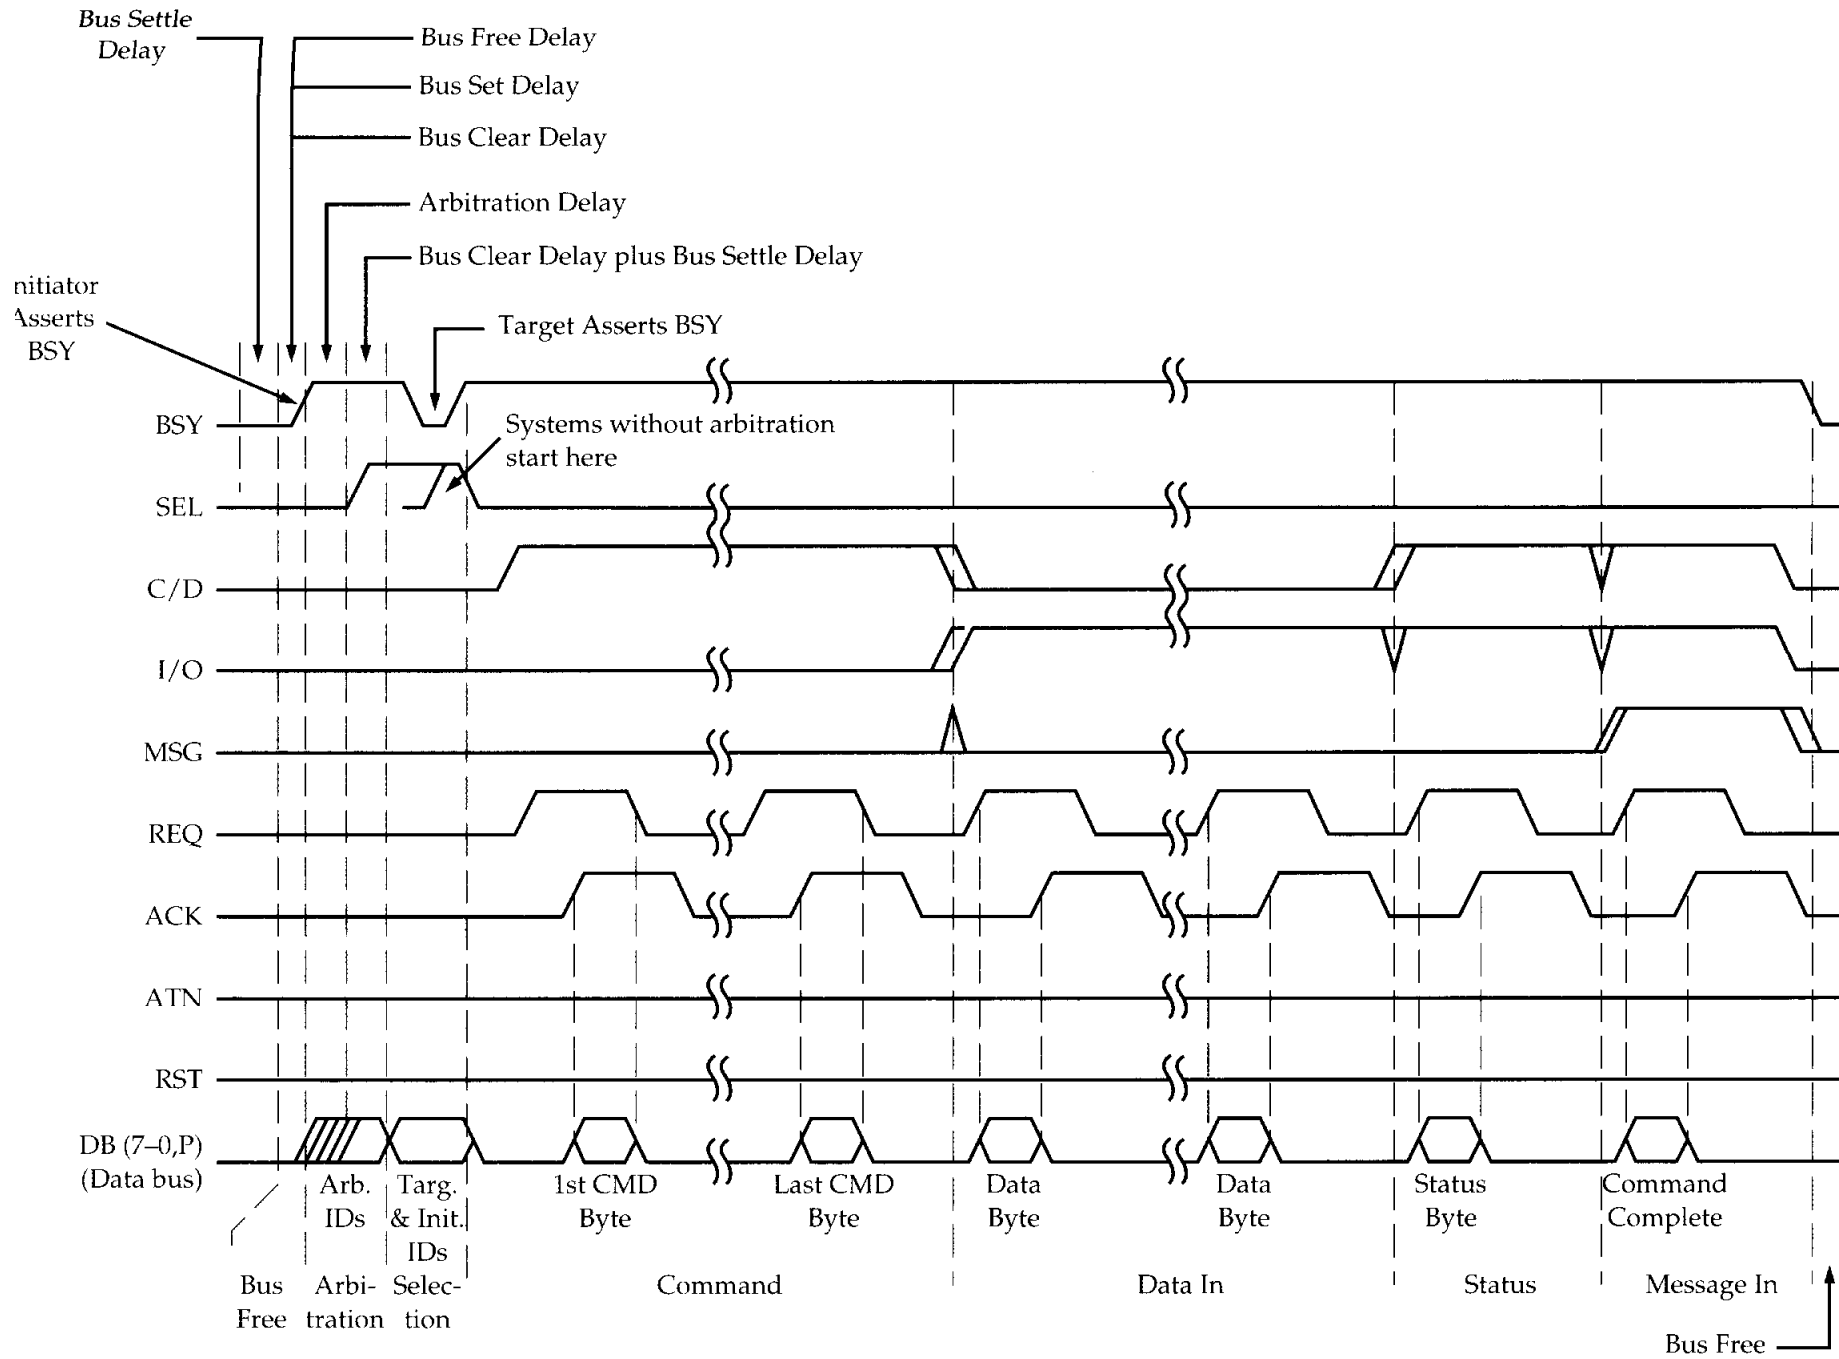 Bus Settle
Delay
Bus Free Delay
Bus Set Delay
Bus Clear Delay
Arbitration Delay
Bus Clear Delay plus Bus Settle Delay
nitiator
Asserts
BSY
Target Asserts BSY
Systems without arbitration
start here
BSY
SEL
C/D
I/O
MSG
REQ
ACK
ATN
RST
DB (7–0,P)
(Data bus)
Arb.
IDs
Targ.
& Init.
IDs
1st CMD
Byte
Last CMD
Byte
Data
Byte
Data
Byte
Status
Byte
Command
Complete
Bus
Free
Arbi-
tration
Selec-
tion
Command
Data In
Status
Message In
Bus Free